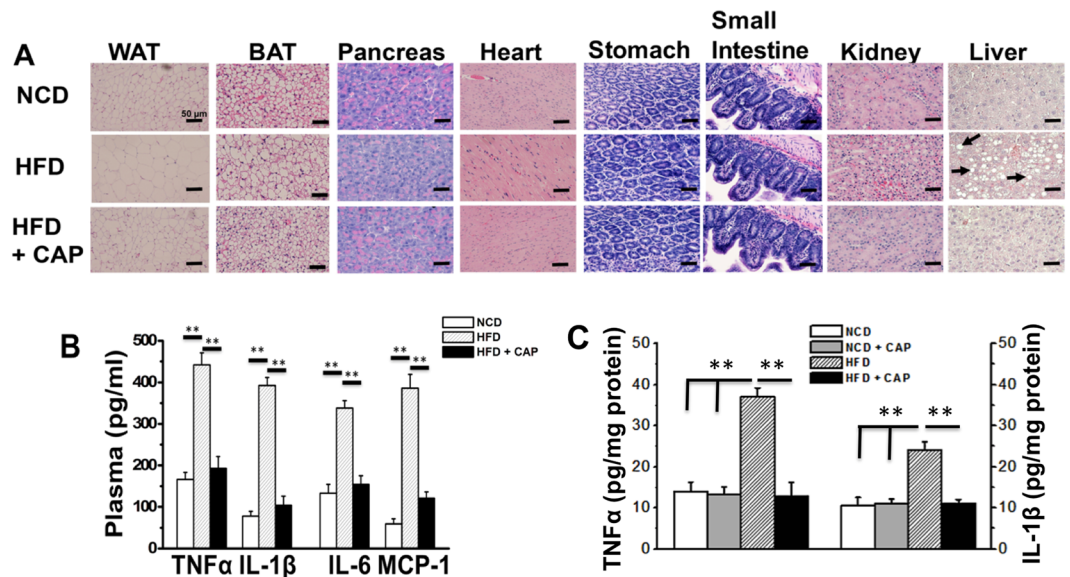 A
WAT BAT Pancreas Heart Stomach Small Intestine Kidney Liver
NCD
50 µm
HFD
HFD
+ CAP
B
NCD
HFD
HFD + CAP
Plasma (pg/ml)
500
400
300
200
100
0
** ** ** ** ** ** ** **
TNFα IL-1β IL-6 MCP-1
C
NCD
NCD + CAP
HFD
HFD + CAP
TNFα (pg/mg protein)
50
40
30
20
10
0
** ** ** **
50
40
30
20
10
0
IL-1β (pg/mg protein)